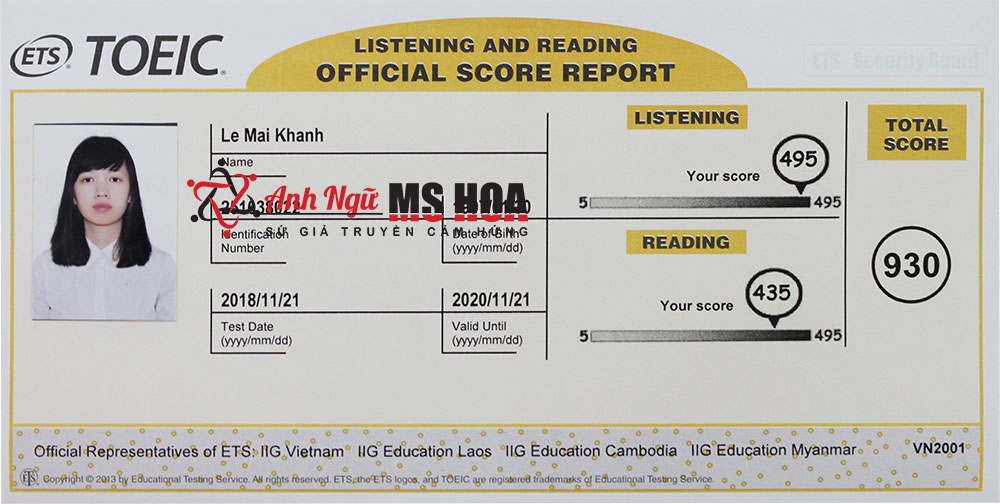 ETS TOEIC
LISTENING AND READING
OFFICIAL SCORE REPORT
ETS - Security Guard
Le Mai Khanh
Name
Anh Ngữ MS HOA
SỨ GIẢ TRUYỀN CẢM HỨNG
Identification
Number
Date of Birth
(yyyy/mm/dd)
2018/11/21
Test Date
(yyyy/mm/dd)
2020/11/21
Valid Until
(yyyy/mm/dd)
LISTENING
495
Your score
5 495
READING
435
Your score
5 495
TOTAL
SCORE
930
Official Representatives of ETS: IIG Vietnam IIG Education Laos IIG Education Cambodia IIG Education Myanmar VN2001
ETS Copyright © 2013 by Educational Testing Service. All rights reserved. ETS, the ETS logos, and TOEIC are registered trademarks of Educational Testing Service.